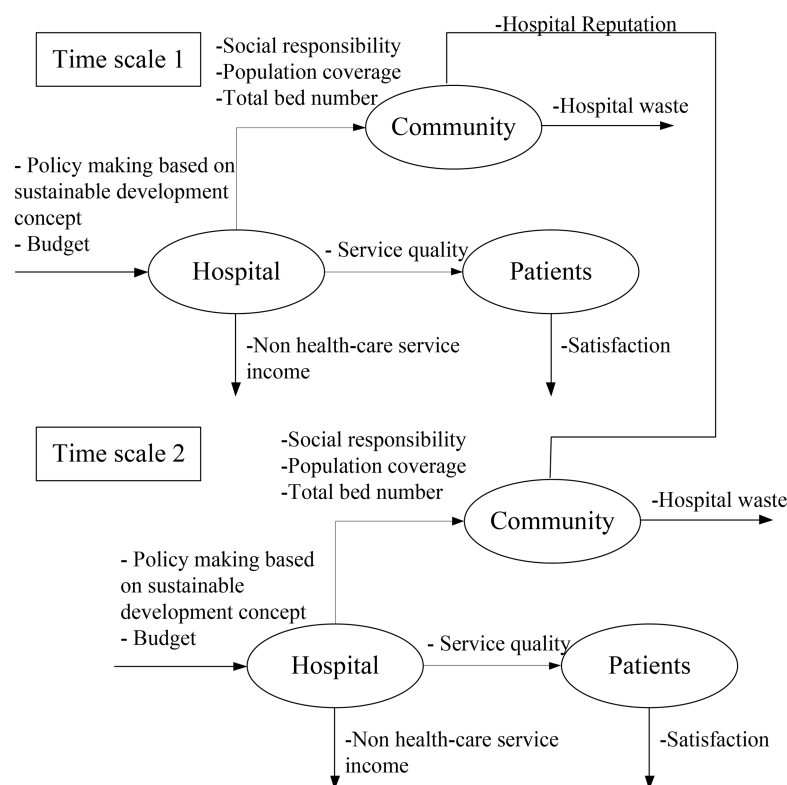 -Hospital Reputation
Time scale 1
-Social responsibility
-Population coverage
-Total bed number
Community
-Hospital waste
- Policy making based on
sustainable development
concept
- Budget
Hospital
- Service quality
Patients
-Non health-care service
income
-Satisfaction
Time scale 2
-Social responsibility
-Population coverage
-Total bed number
Community
-Hospital waste
- Policy making based
on sustainable
development concept
- Budget
Hospital
- Service quality
Patients
-Non health-care service
income
-Satisfaction